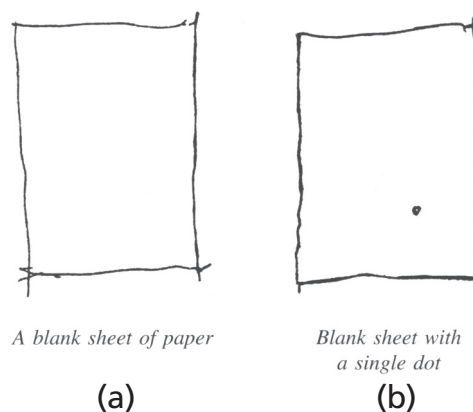 A blank sheet of paper
Blank sheet with
a single dot
(a)
(b)